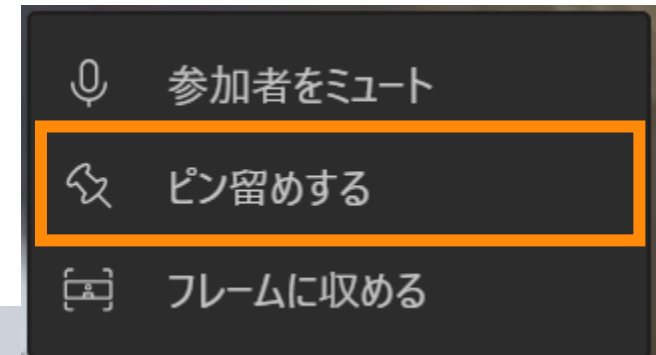 参加者をミュート
ピン留めする
フレームに収める